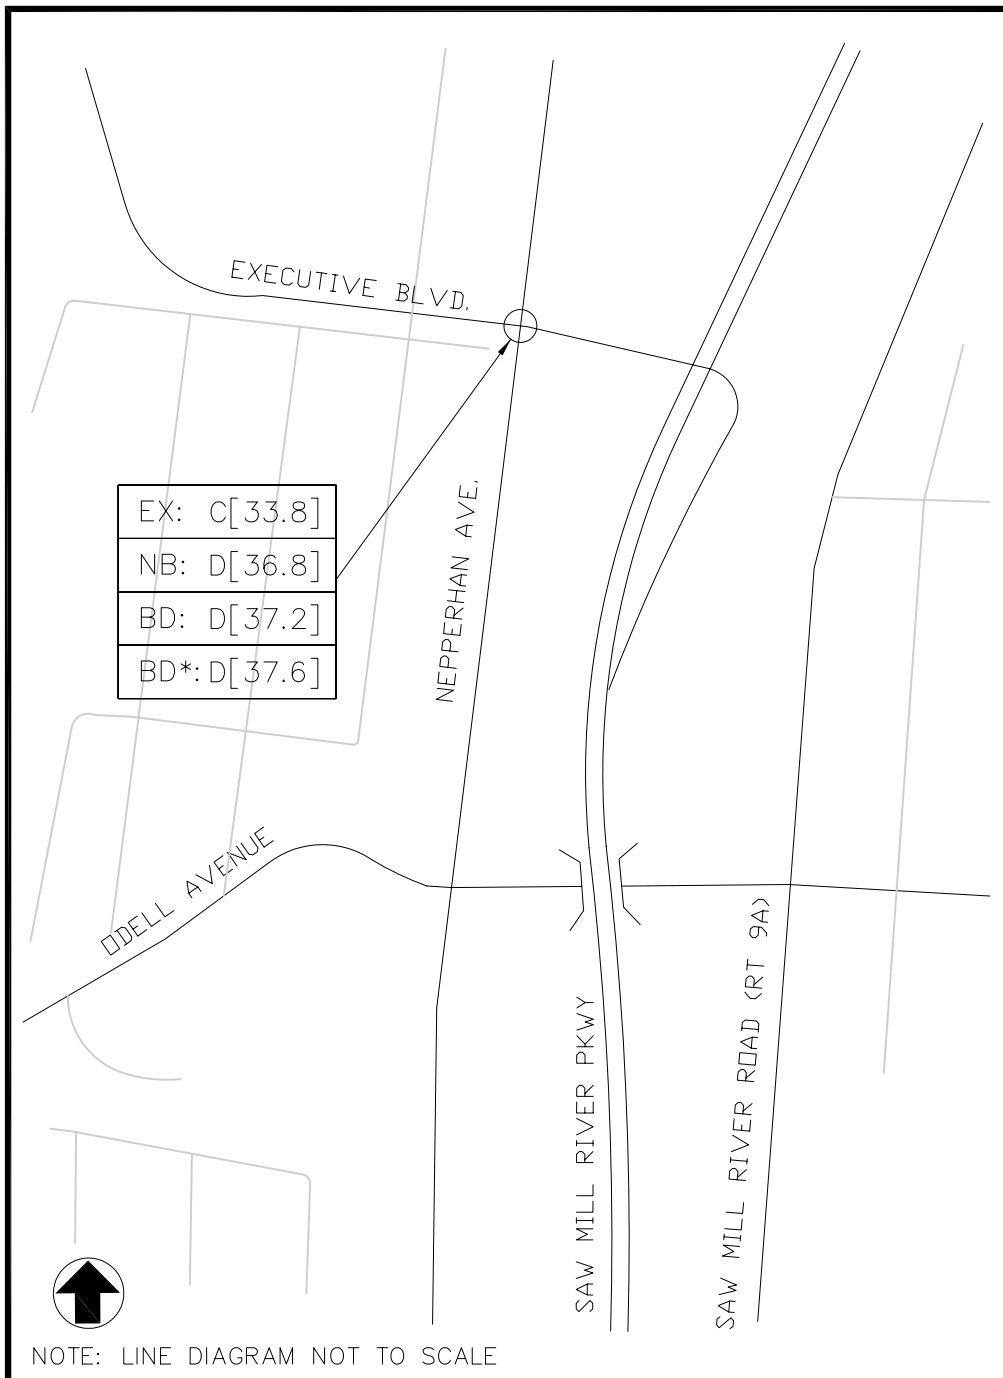 EXECUTIVE BLVD.
EX: C[33.8]
NB: D[36.8]
BD: D[37.2]
BD*: D[37.6]
NEPPERHAN AVE.
ODELL AVENUE
SAW MILL RIVER PKWY
SAW MILL RIVER ROAD (RT 9A)
NOTE: LINE DIAGRAM NOT TO SCALE